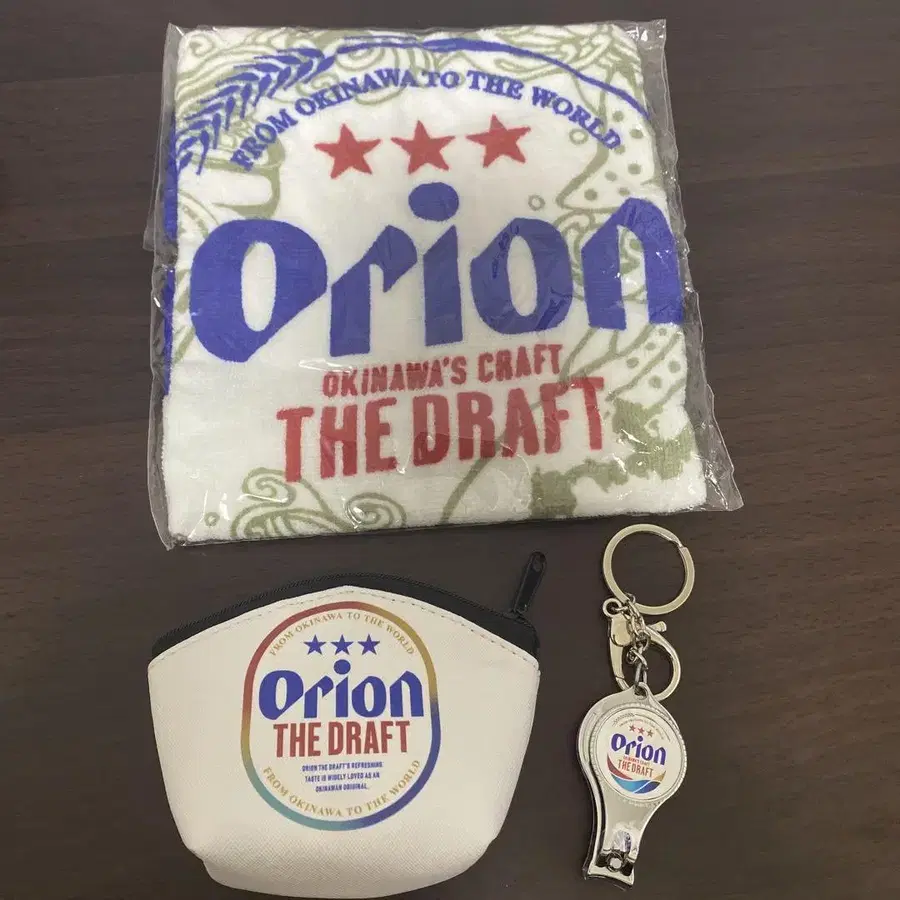 FROM OKINAWA TO THE WORLD
Orion
OKINAWA'S CRAFT
THE DRAFT
FROM OKINAWA TO THE WORLD
Orion
THE DRAFT
ORION THE DRAFT'S REFRESHING
TASTE IS WIDELY LOVED AS AN
OKINAWAN ORIGINAL.
FROM OKINAWA TO THE WORLD
Orion
THE DRAFT